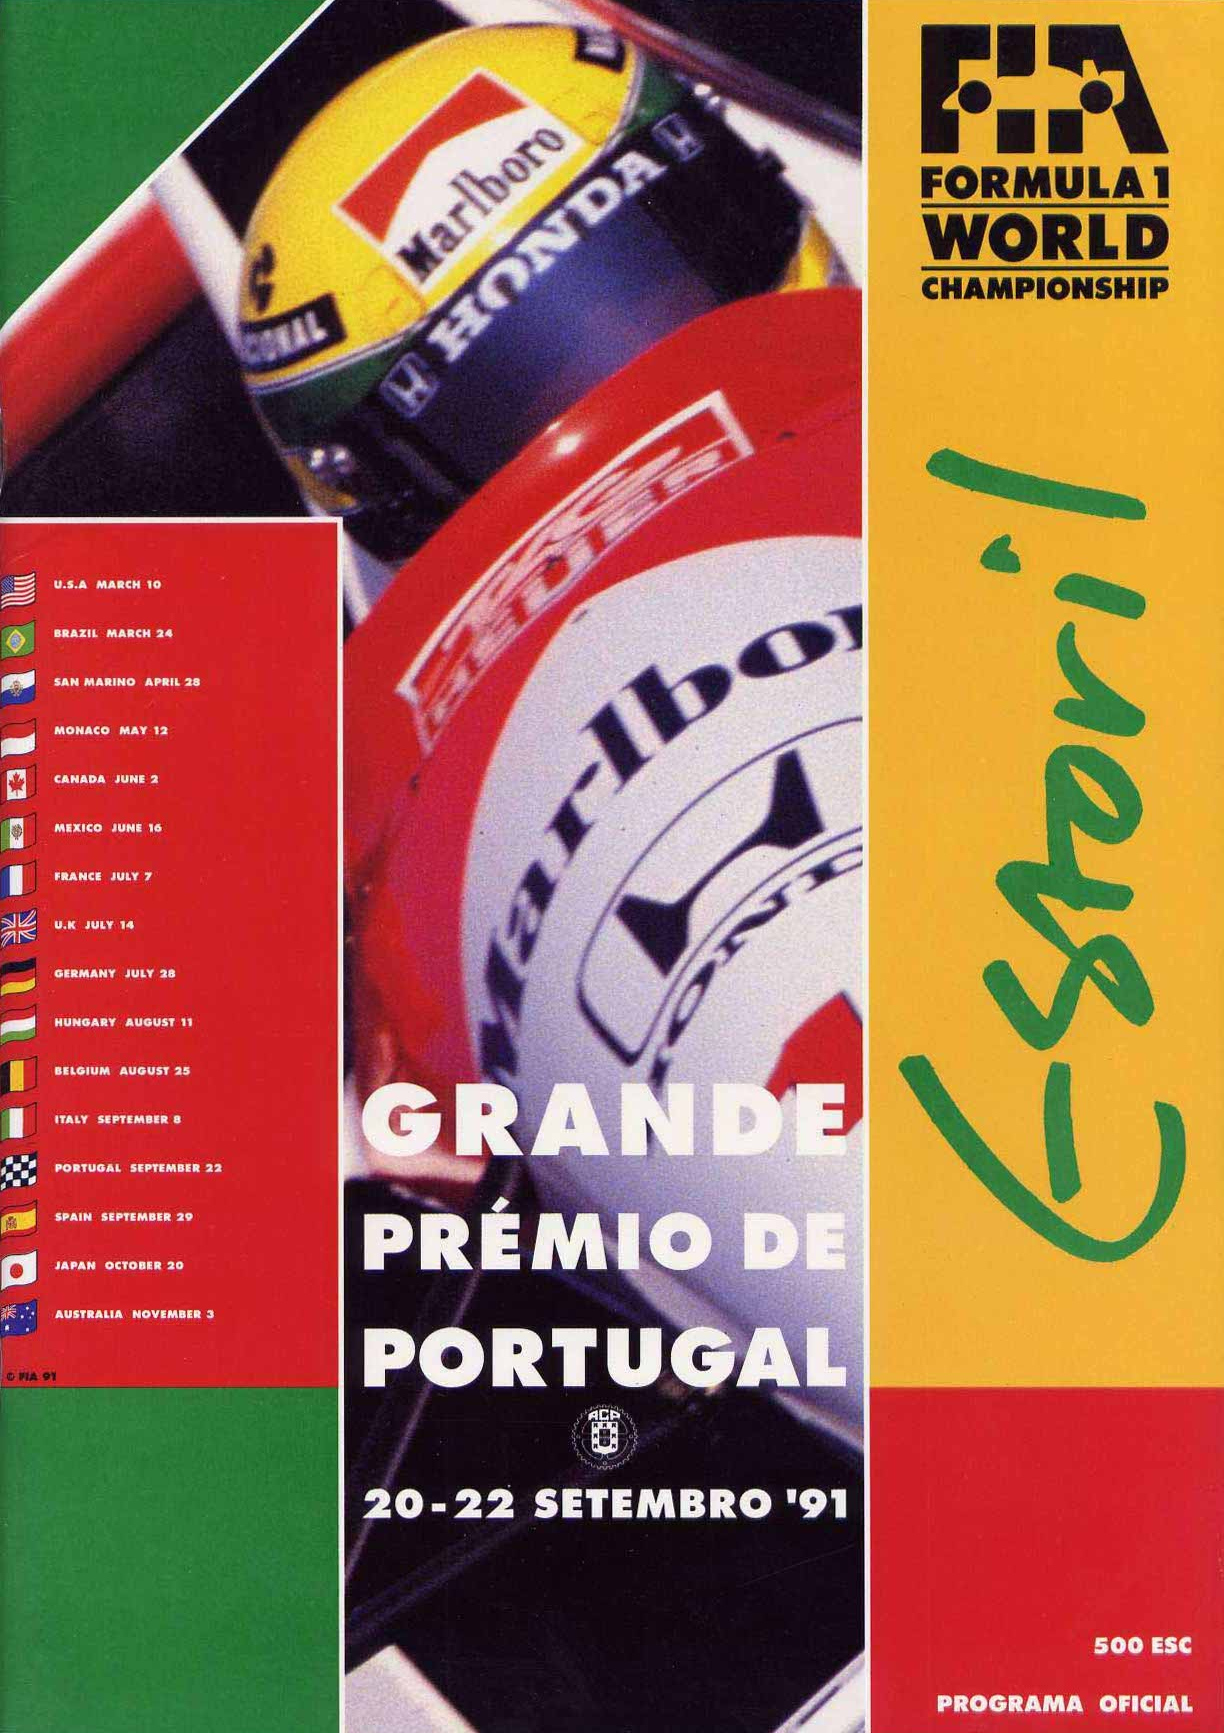 FIA
FORMULA 1
WORLD
CHAMPIONSHIP
Marlboro
HONDA
Estoril
U.S.A MARCH 10
BRAZIL MARCH 24
SAN MARINO APRIL 28
MONACO MAY 12
CANADA JUNE 2
MEXICO JUNE 16
FRANCE JULY 7
U.K JULY 14
GERMANY JULY 28
HUNGARY AUGUST 11
BELGIUM AUGUST 25
ITALY SEPTEMBER 8
PORTUGAL SEPTEMBER 22
SPAIN SEPTEMBER 29
JAPAN OCTOBER 20
AUSTRALIA NOVEMBER 3
© FIA 91
Marlbor
HOND
GRANDE
PRÉMIO DE
PORTUGAL
ACP
20-22 SETEMBRO '91
500 ESC
PROGRAMA OFICIAL